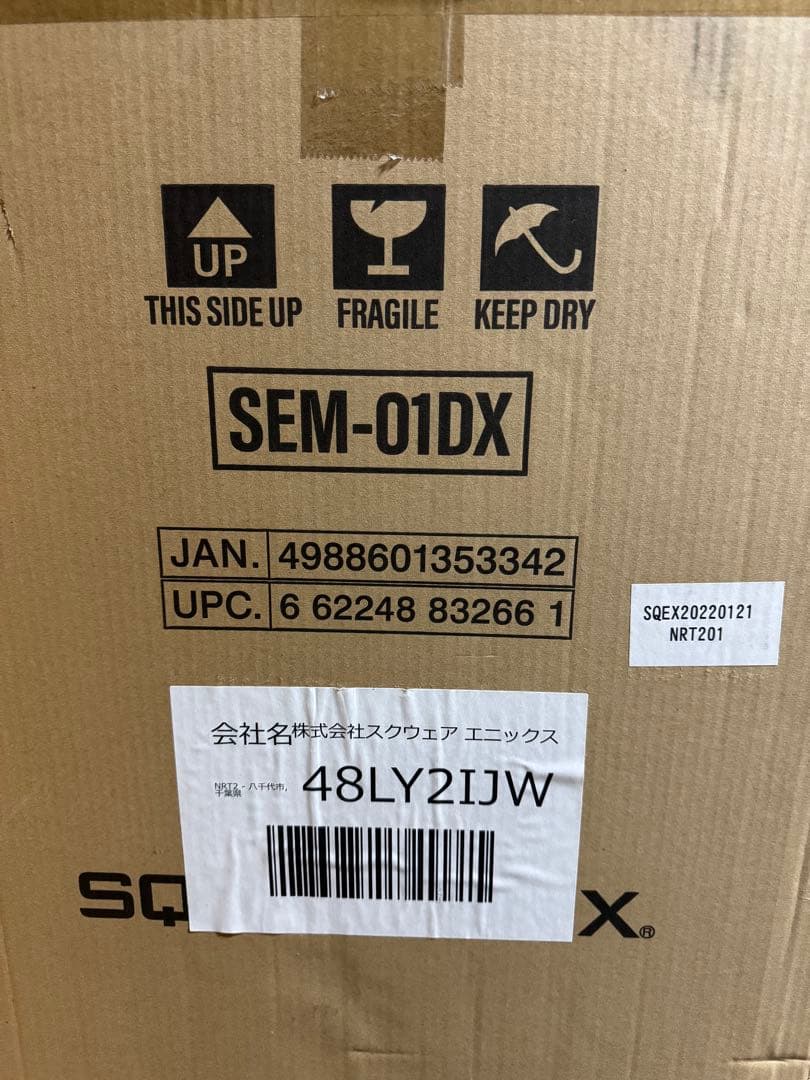 UP
THIS SIDE UP FRAGILE KEEP DRY
SEM-01DX
JAN. 4988601353342
UPC. 6 62248 83266 1
SQEX20220121
NRT201
会社名株式会社スクウェア エニックス
NRT2 - 八千代市,
千葉県
48LY2IJW
SQ X®